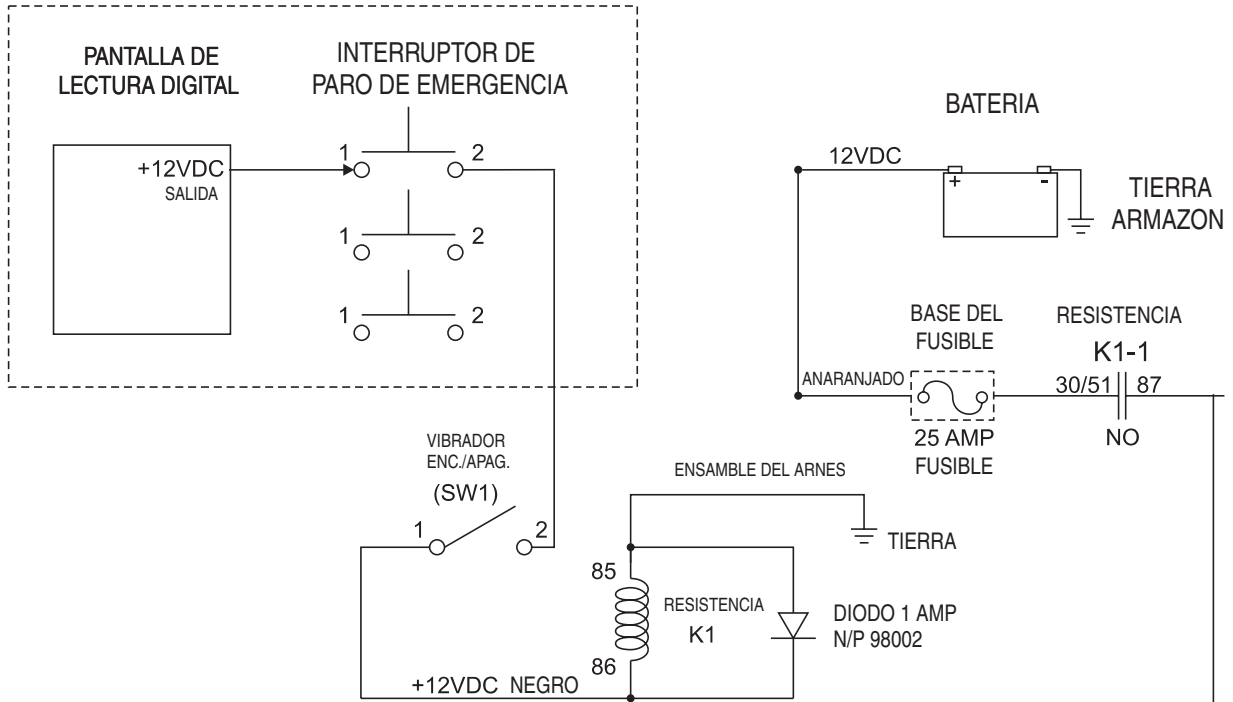 PANTALLA DE
LECTURA DIGITAL
INTERRUPTOR DE
PARO DE EMERGENCIA
+12VDC
SALIDA
1
2
1
2
1
2
BATERIA
12VDC
+
-
TIERRA
ARMAZON
BASE DEL
FUSIBLE
RESISTENCIA
K1-1
ANARANJADO
30/51
87
25 AMP
FUSIBLE
NO
VIBRADOR
ENC./APAG.
(SW1)
1
2
ENSAMBLE DEL ARNES
TIERRA
85
RESISTENCIA
K1
86
DIODO 1 AMP
N/P 98002
+12VDC NEGRO